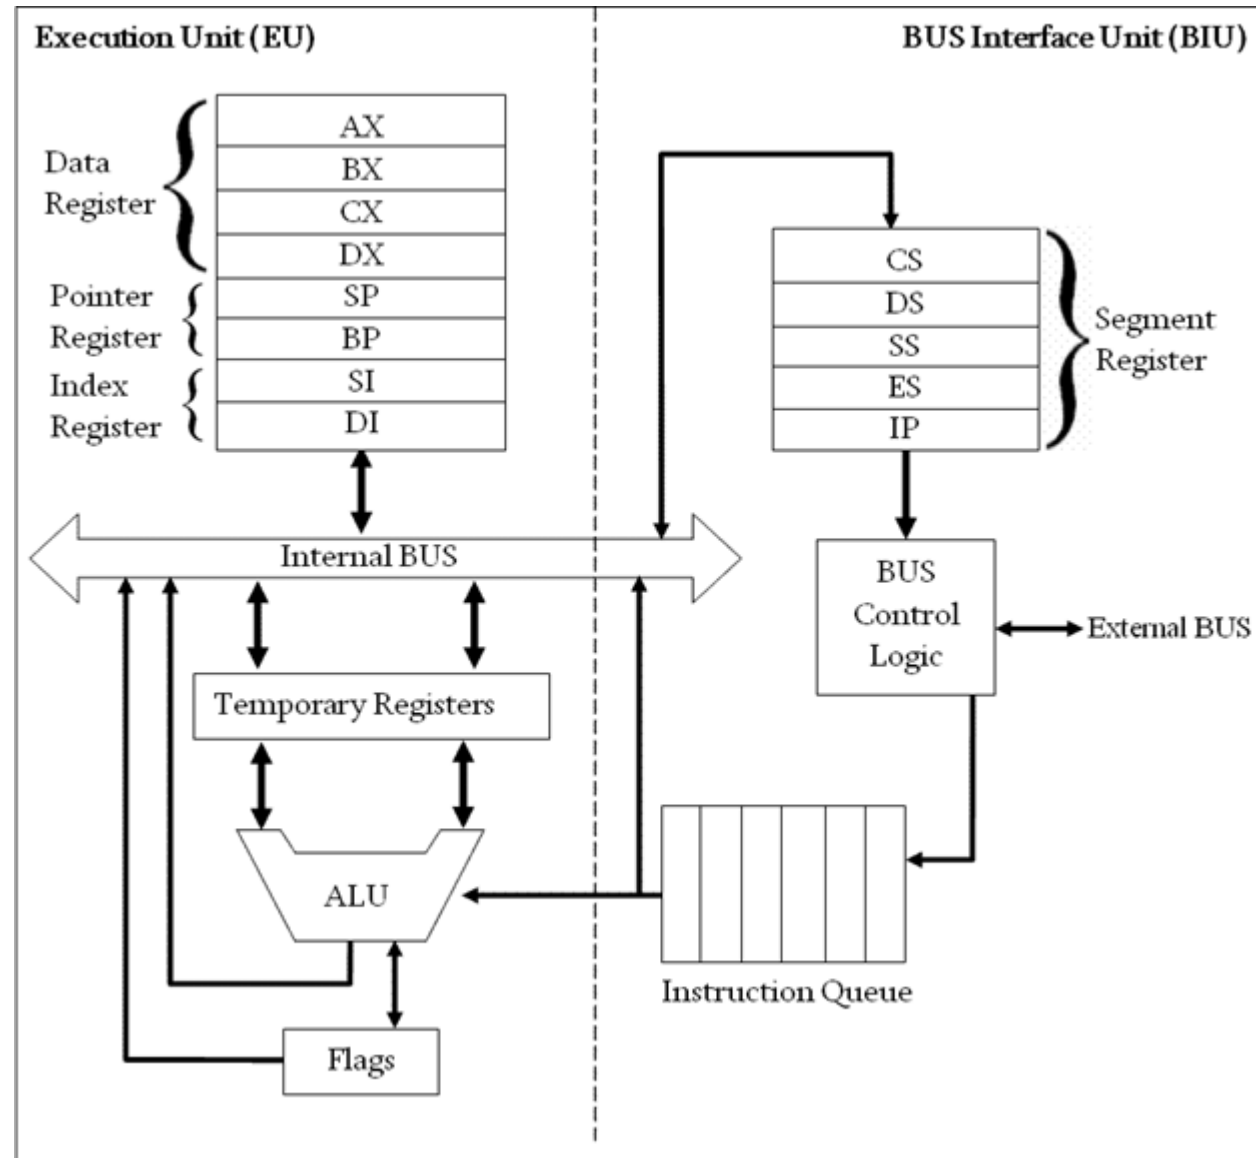 Execution Unit (EU)
BUS Interface Unit (BIU)
Data
Register
AX
BX
CX
DX
Pointer
Register
SP
BP
Index
Register
SI
DI
CS
DS
SS
ES
IP
Segment
Register
Internal BUS
BUS
Control
Logic
External BUS
Temporary Registers
ALU
Instruction Queue
Flags